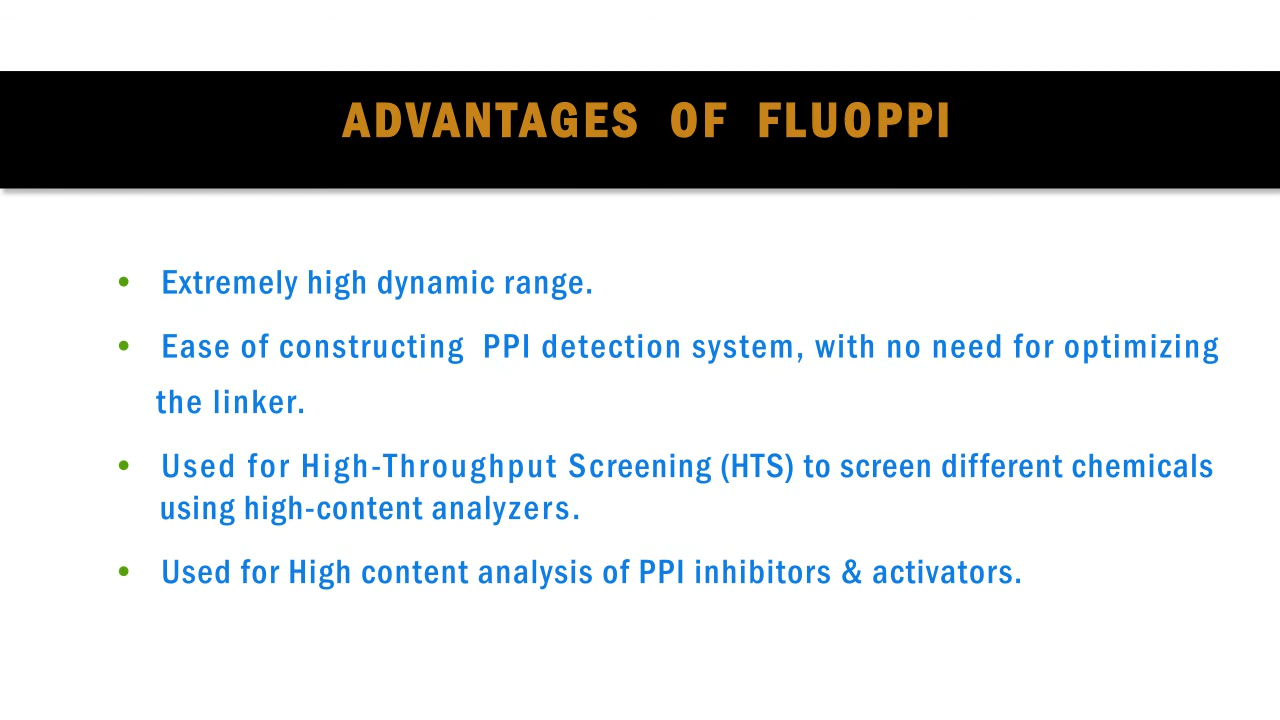 ADVANTAGES OF FLUOPPI
• Extremely high dynamic range.
• Ease of constructing PPI detection system, with no need for optimizing
the linker.
• Used for High-Throughput Screening (HTS) to screen different chemicals
using high-content analyzers.
• Used for High content analysis of PPI inhibitors & activators.